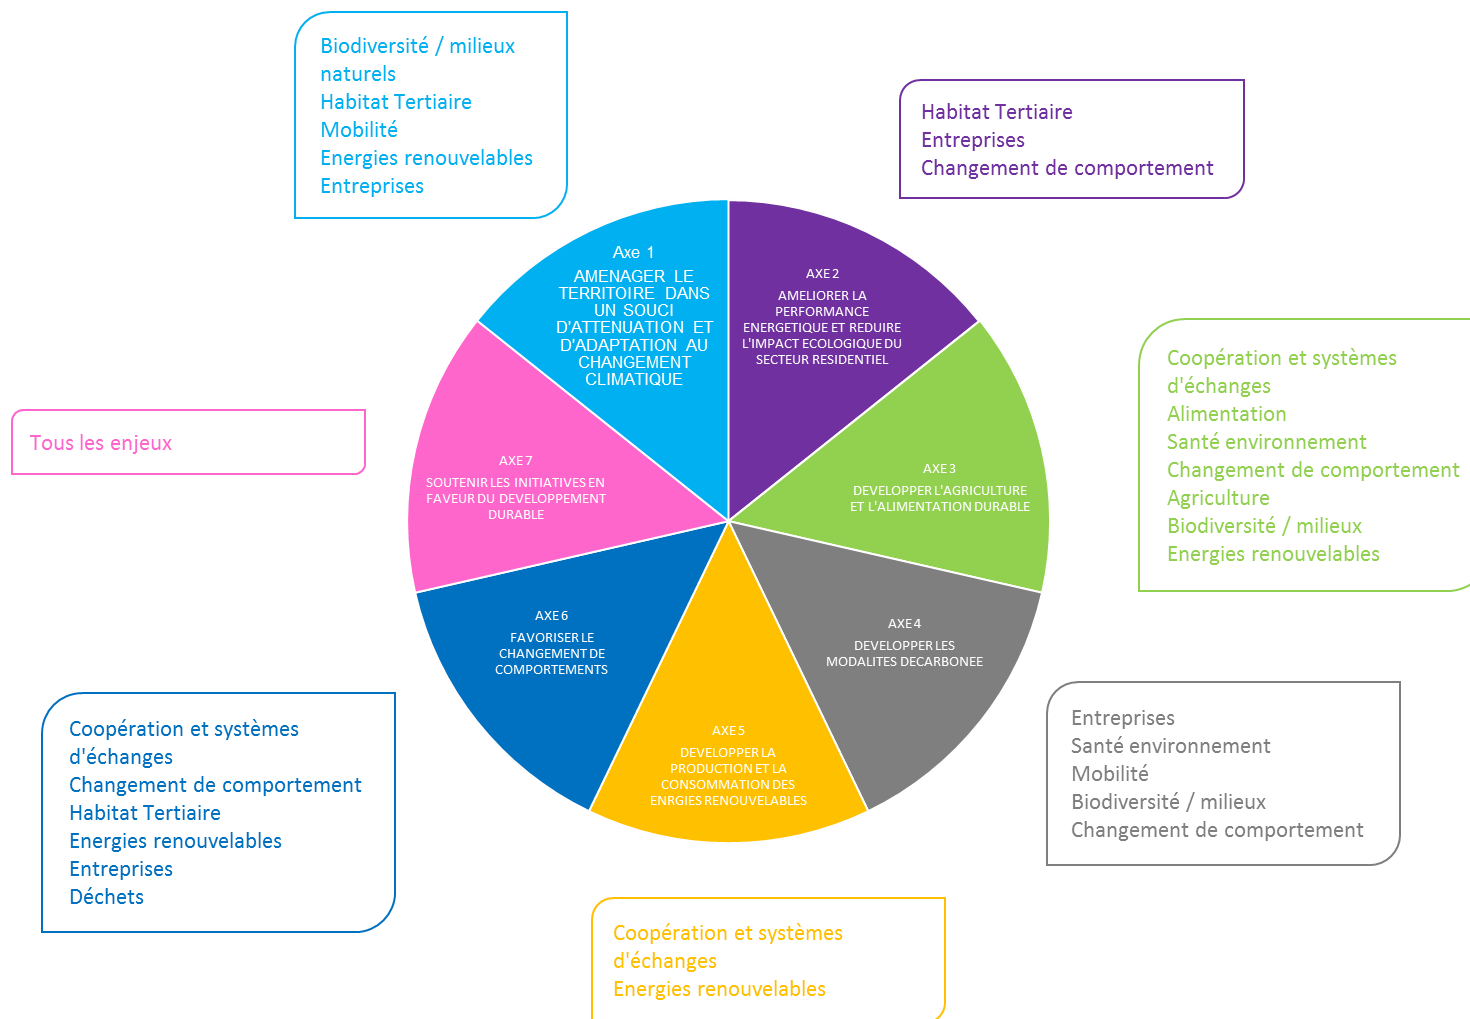 Biodiversité / milieux
naturels
Habitat Tertiaire
Mobilité
Energies renouvelables
Entreprises
Habitat Tertiaire
Entreprises
Changement de comportement
Axe 1
AMENAGER LE
TERRITOIRE DANS
UN SOUCI
D'ATTENUATION ET
D'ADAPTATION AU
CHANGEMENT
CLIMATIQUE
AXE 2
AMELIORER LA
PERFORMANCE
ENERGETIQUE ET REDUIRE
L'IMPACT ECOLOGIQUE DU
SECTEUR RESIDENTIEL
Coopération et systèmes
d'échanges
Alimentation
Santé environnement
Changement de comportement
Agriculture
Biodiversité / milieux
Energies renouvelables
Tous les enjeux
AXE 7
SOUTENIR LES INITIATIVES EN
FAVEUR DU DEVELOPPEMENT
DURABLE
AXE 3
DEVELOPPER L'AGRICULTURE
ET L'ALIMENTATION DURABLE
AXE 6
FAVORISER LE
CHANGEMENT DE
COMPORTEMENTS
AXE 4
DEVELOPPER LES
MODALITES DECARBONEE
AXE 5
DEVELOPPER LA
PRODUCTION ET LA
CONSOMMATION DES
ENRGIES RENOUVELABLES
Coopération et systèmes
d'échanges
Changement de comportement
Habitat Tertiaire
Energies renouvelables
Entreprises
Déchets
Entreprises
Santé environnement
Mobilité
Biodiversité / milieux
Changement de comportement
Coopération et systèmes
d'échanges
Energies renouvelables